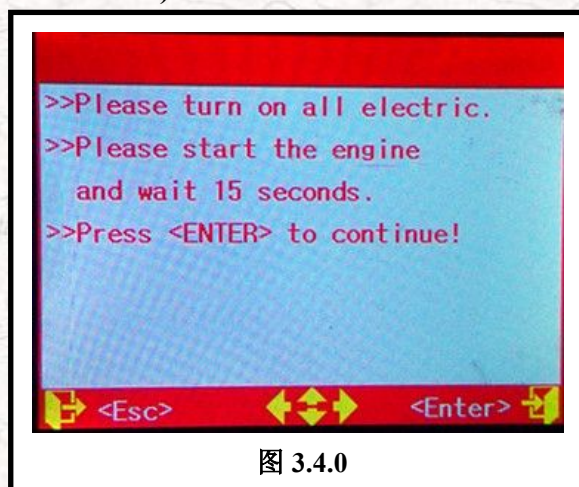 >>Please turn on all electric.
>>Please start the engine
and wait 15 seconds.
>>Press <ENTER> to continue!
<Esc> <Enter>
图 3.4.0